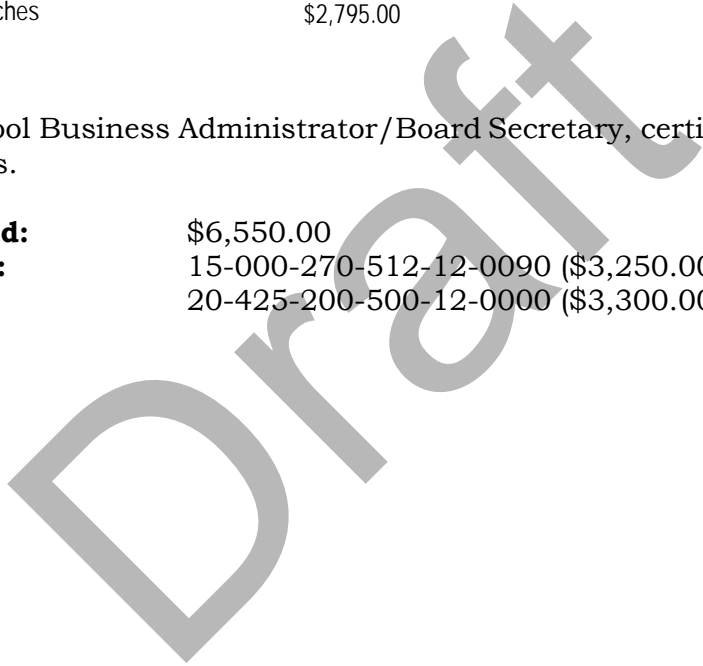 ches $2,795.00
ool Business Administrator/Board Secretary, certi
s.
d: $6,550.00
: 15-000-270-512-12-0090 ($3,250.00
20-425-200-500-12-0000 ($3,300.00
Draft